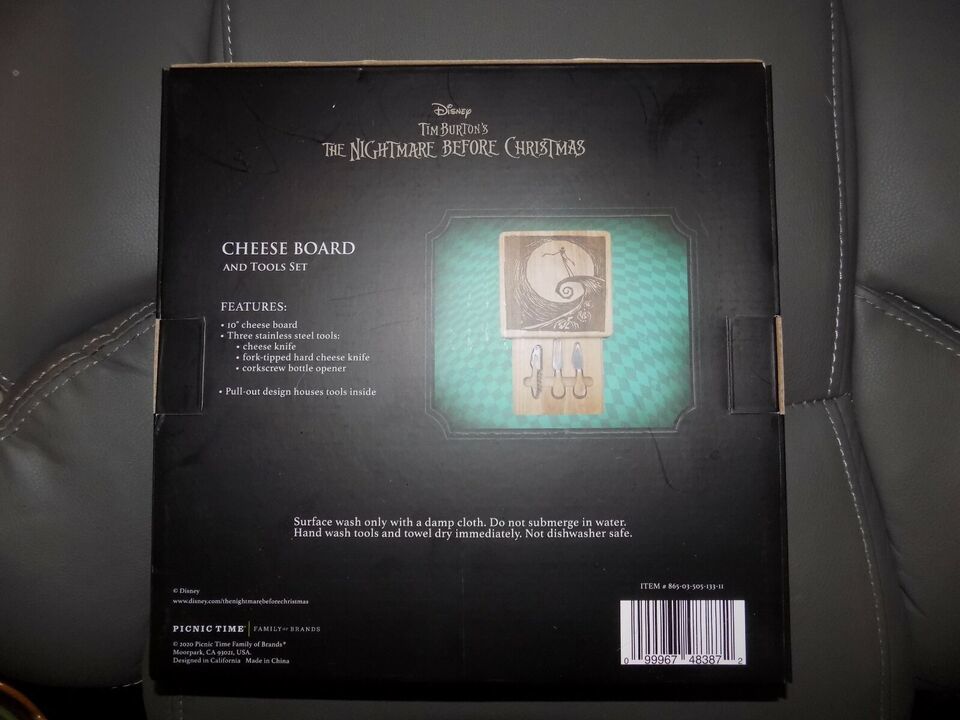 Disney
Tim Burton's
The Nightmare Before Christmas
Cheese Board
and Tools Set
Features:
• 10" cheese board
• Three stainless steel tools:
• cheese knife
• fork-tipped hard cheese knife
• corkscrew bottle opener
• Pull-out design houses tools inside
Surface wash only with a damp cloth. Do not submerge in water.
Hand wash tools and towel dry immediately. Not dishwasher safe.
© Disney
www.disney.com/thenightmarebeforechristmas
PICNIC TIME® | FAMILY OF BRANDS
© 2020 Picnic Time Family of Brands®
Moorpark, CA 93021, USA.
Designed in California Made in China
ITEM # 865-03-505-133-11
0 99967 48387 2